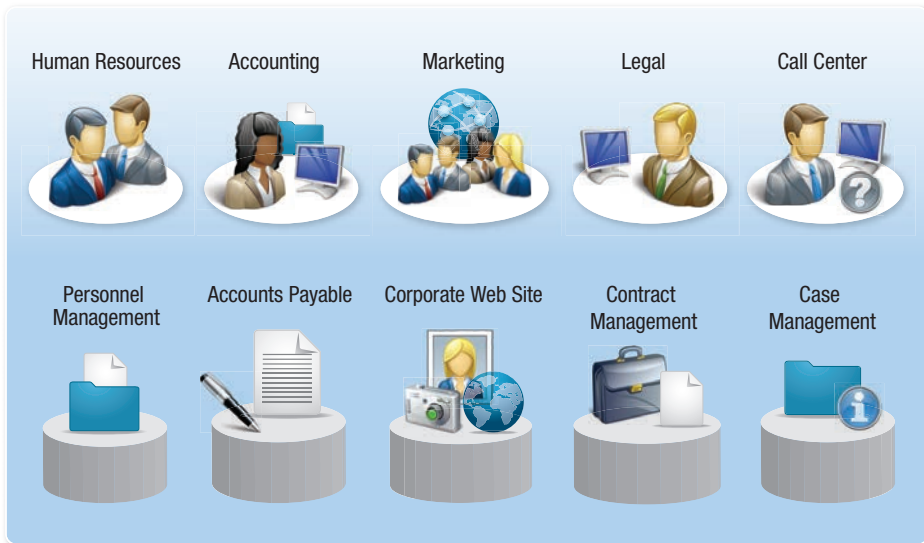 Human Resources
Accounting
Marketing
Legal
Call Center
?
Personnel
Management
Accounts Payable
Corporate Web Site
Contract
Management
Case
Management
i